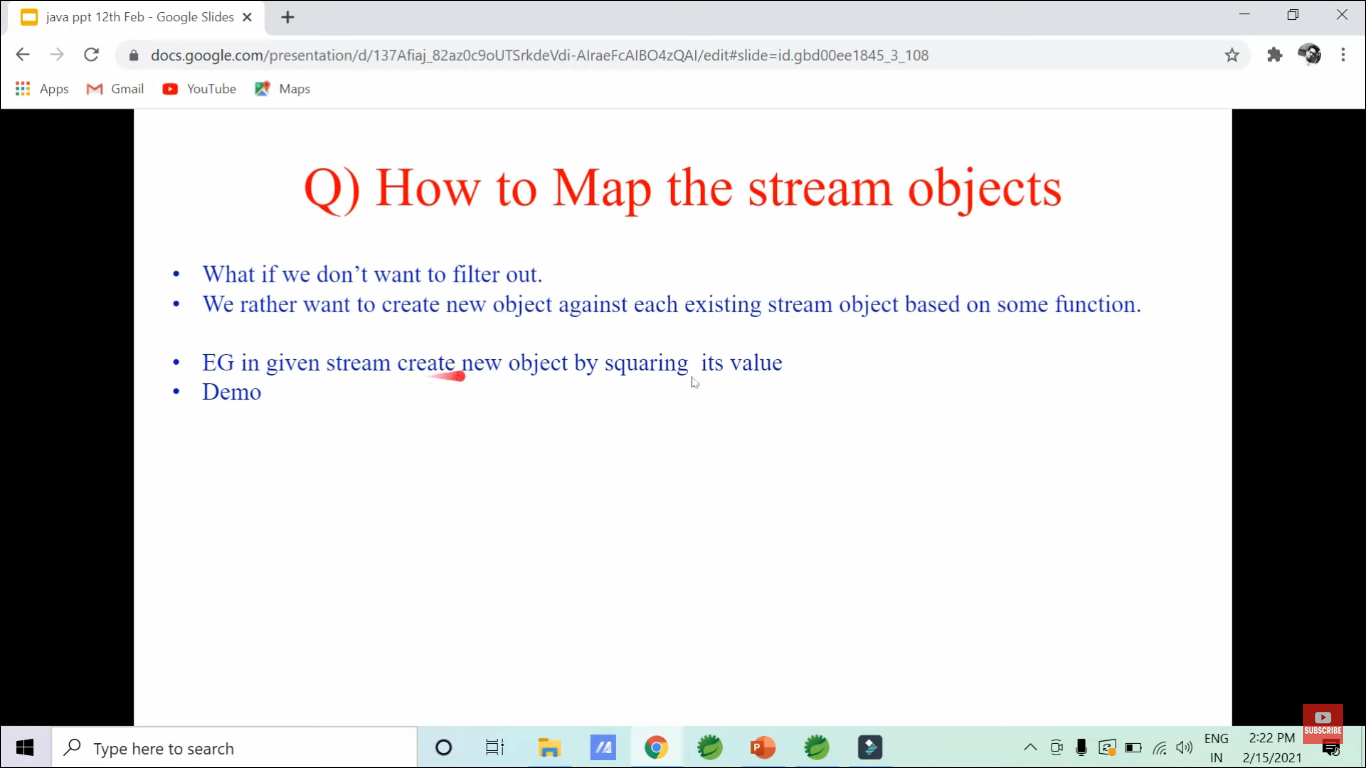 java ppt 12th Feb - Google Slides
docs.google.com/presentation/d/137Afiaj_82az0c9oUTSrkdeVdi-AIraeFcAIBO4zQAI/edit#slide=id.gbd00ee1845_3_108
Apps Gmail YouTube Maps
Q) How to Map the stream objects
• What if we don’t want to filter out.
• We rather want to create new object against each existing stream object based on some function.
• EG in given stream create new object by squaring its value
• Demo
SUBSCRIBE
Type here to search
ENG
IN
2:22 PM
2/15/2021